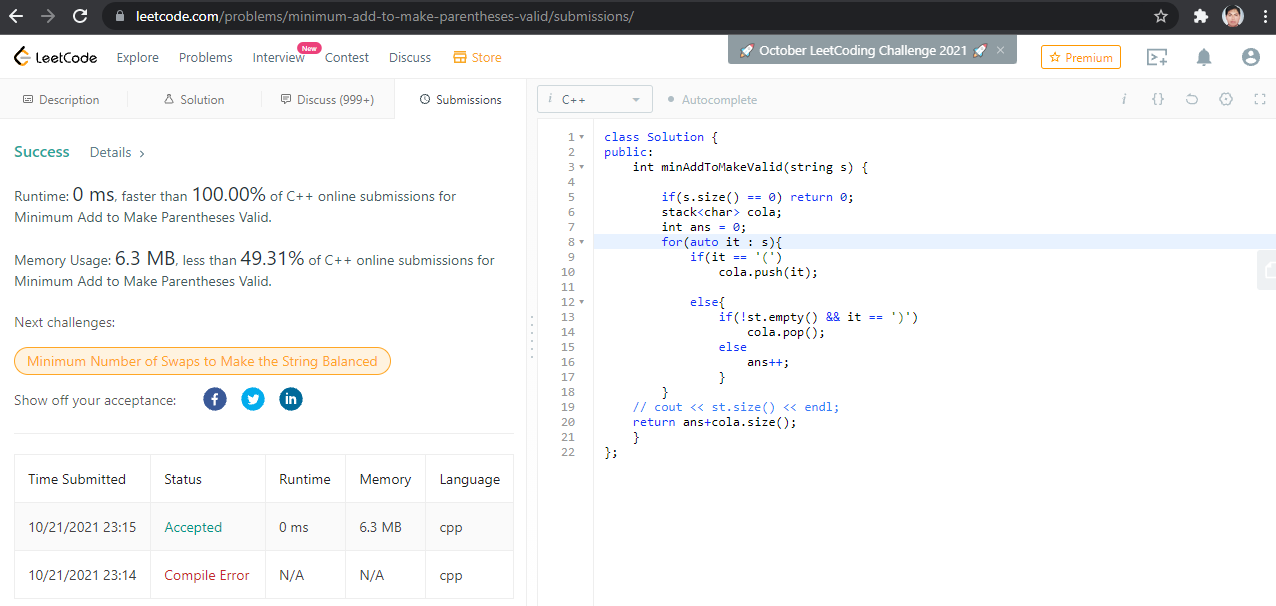 leetcode.com/problems/minimum-add-to-make-parentheses-valid/submissions/
LeetCode Explore Problems Interview New Contest Discuss Store
October LeetCoding Challenge 2021 ×
Premium
Description Solution Discuss (999+) Submissions
i C++ Autocomplete i {}
Success Details >
Runtime: 0 ms, faster than 100.00% of C++ online submissions for
Minimum Add to Make Parentheses Valid.
Memory Usage: 6.3 MB, less than 49.31% of C++ online submissions for
Minimum Add to Make Parentheses Valid.
Next challenges:
Minimum Number of Swaps to Make the String Balanced
Show off your acceptance: f in
Time Submitted Status Runtime Memory Language
10/21/2021 23:15 Accepted 0 ms 6.3 MB cpp
10/21/2021 23:14 Compile Error N/A N/A cpp
1 class Solution {
2 public:
3 int minAddToMakeValid(string s) {
4
5 if(s.size() == 0) return 0;
6 stack<char> cola;
7 int ans = 0;
8 for(auto it : s){
9 if(it == '(')
10 cola.push(it);
11
12 else{
13 if(!st.empty() && it == ')')
14 cola.pop();
15 else
16 ans++;
17 }
18 }
19 // cout << st.size() << endl;
20 return ans+cola.size();
21 }
22 };